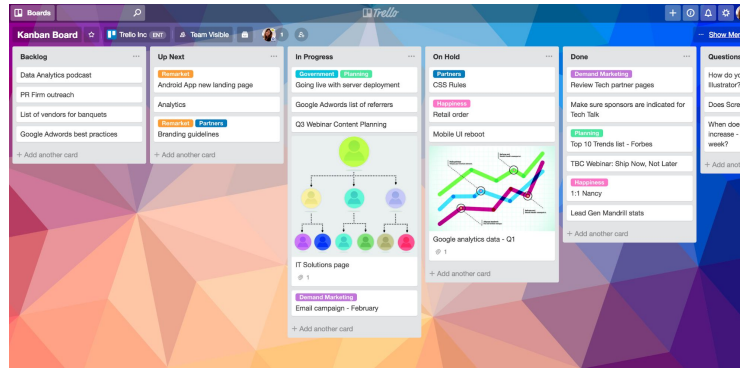 Boards
Trello
Kanban Board
Trello Inc ENT
Team Visible
1
Show Men
Backlog
Data Analytics podcast
PR Firm outreach
List of vendors for banquets
Google Adwords best practices
+ Add another card
Up Next
Remarket
Android App new landing page
Analytics
Remarket Partners
Branding guidelines
+ Add another card
In Progress
Government Planning
Going live with server deployment
Google Adwords list of referrers
Q3 Webinar Content Planning
IT Solutions page
1
Demand Marketing
Email campaign - February
+ Add another card
On Hold
Partners
CSS Rules
Happiness
Retail order
Mobile UI reboot
Google analytics data - Q1
1
+ Add another card
Done
Demand Marketing
Review Tech partner pages
Make sure sponsors are indicated for
Tech Talk
Planning
Top 10 Trends list - Forbes
TBC Webinar: Ship Now, Not Later
Happiness
1:1 Nancy
Lead Gen Mandrill stats
+ Add another card
Questions
How do yo
Illustrator?
Does Scre
When doe
increase -
week?
+ Add anot